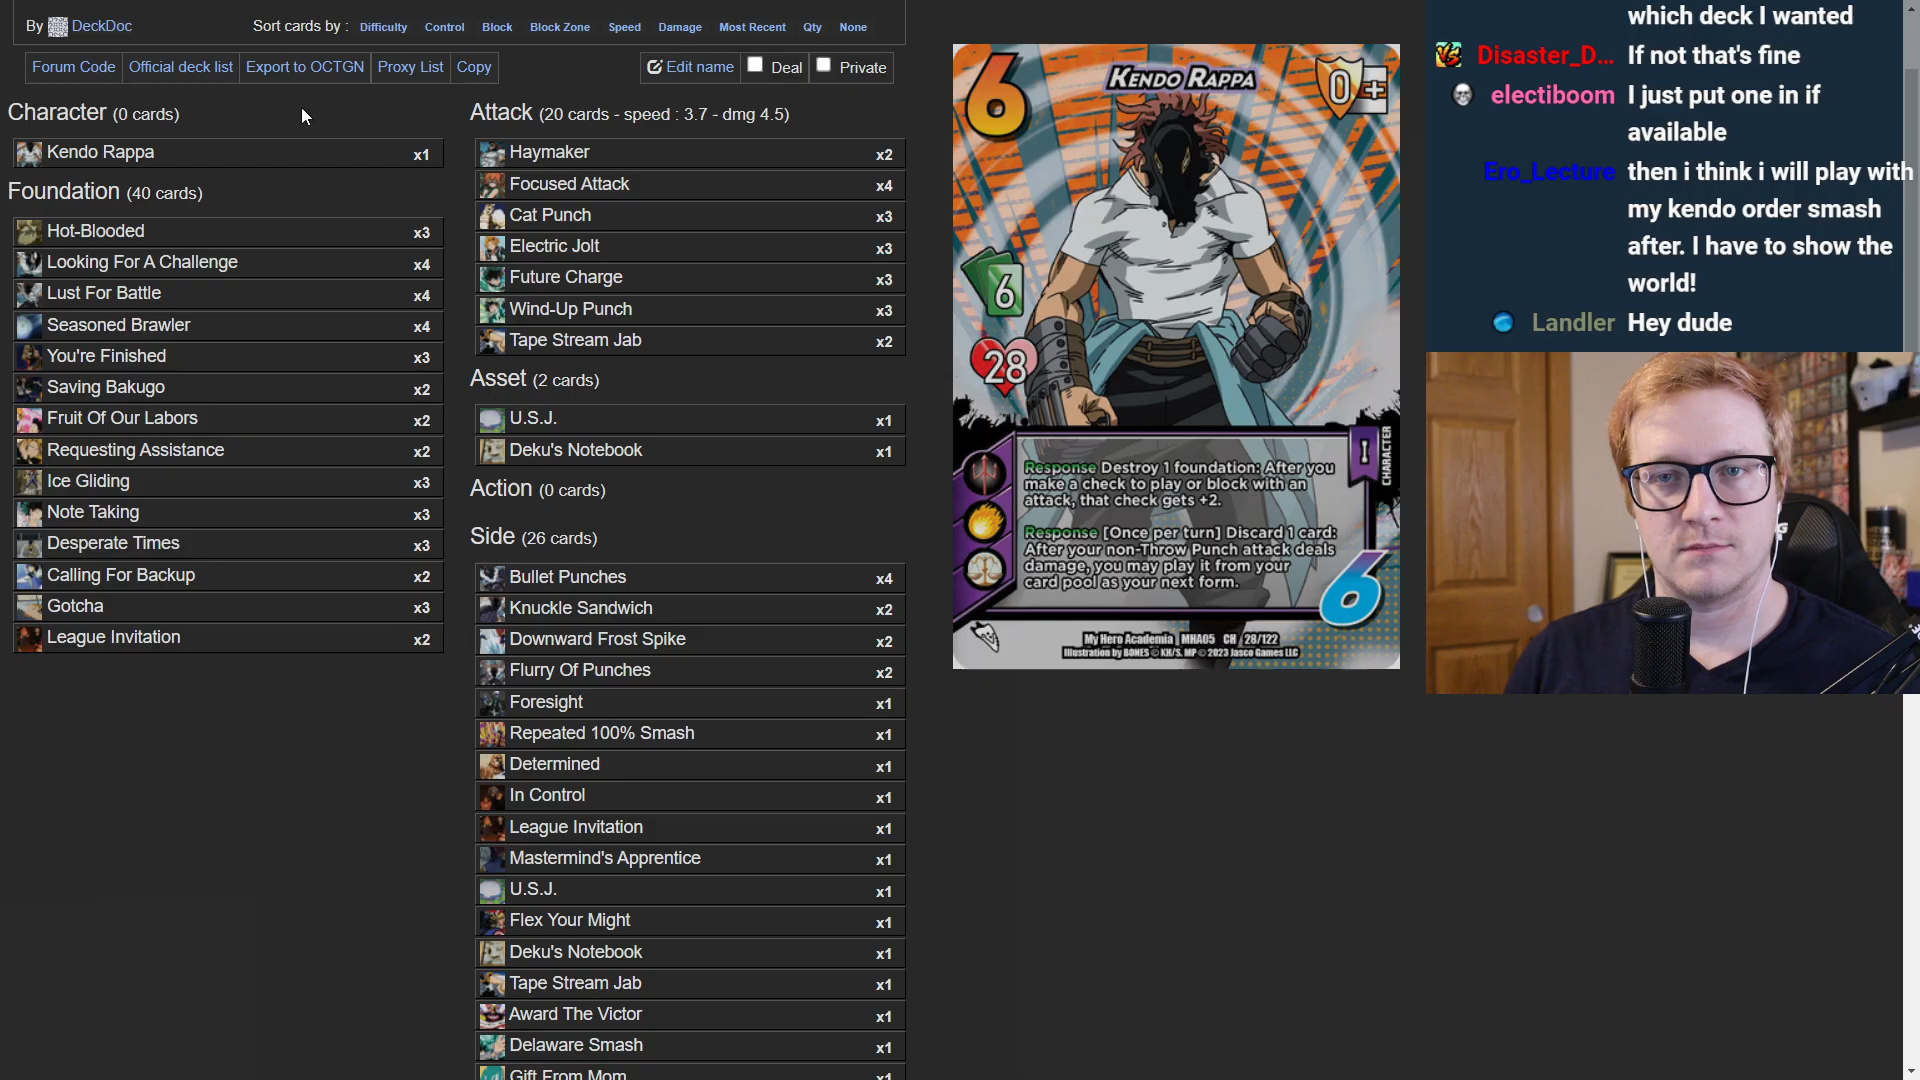 By DeckDoc
Sort cards by : Difficulty Control Block Block Zone Speed Damage Most Recent Qty None
Forum Code Official deck list Export to OCTGN Proxy List Copy
Edit name Deal Private
Character (0 cards)
Kendo Rappa x1
Foundation (40 cards)
Hot-Blooded x3
Looking For A Challenge x4
Lust For Battle x4
Seasoned Brawler x4
You're Finished x3
Saving Bakugo x2
Fruit Of Our Labors x2
Requesting Assistance x2
Ice Gliding x3
Note Taking x3
Desperate Times x3
Calling For Backup x2
Gotcha x3
League Invitation x2
Attack (20 cards - speed : 3.7 - dmg 4.5)
Haymaker x2
Focused Attack x4
Cat Punch x3
Electric Jolt x3
Future Charge x3
Wind-Up Punch x3
Tape Stream Jab x2
Asset (2 cards)
U.S.J. x1
Deku's Notebook x1
Action (0 cards)
Side (26 cards)
Bullet Punches x4
Knuckle Sandwich x2
Downward Frost Spike x2
Flurry Of Punches x2
Foresight x1
Repeated 100% Smash x1
Determined x1
In Control x1
League Invitation x1
Mastermind's Apprentice x1
U.S.J. x1
Flex Your Might x1
Deku's Notebook x1
Tape Stream Jab x1
Award The Victor x1
Delaware Smash x1
Gift From Mom x1
6
Kendo Rappa
0 +
6
28
I
CHARACTER
Response Destroy 1 foundation: After you
make a check to play or block with an
attack, that check gets +2.
Response [Once per turn] Discard 1 card:
After your non-Throw Punch attack deals
damage, you may play it from your
card pool as your next form.
6
My Hero Academia MHA05 CH 28/122
Illustration by BONES © KH/S, MP © 2023 Jasco Games LLC
which deck I wanted
Disaster_D... If not that's fine
electiboom I just put one in if
available
Ero_Lecture then i think i will play with
my kendo order smash
after. I have to show the
world!
Landler Hey dude